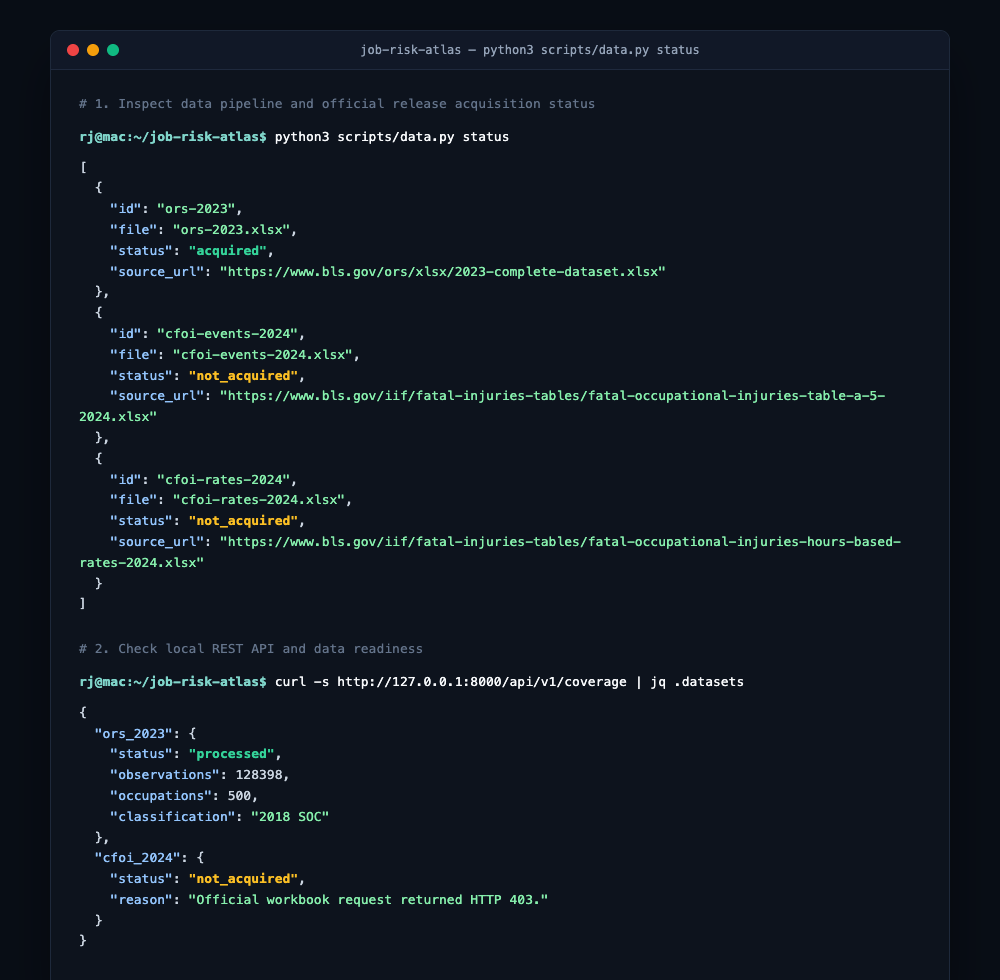 job-risk-atlas — python3 scripts/data.py status
# 1. Inspect data pipeline and official release acquisition status
rj@mac:~/job-risk-atlas$ python3 scripts/data.py status
[
  {
    "id": "ors-2023",
    "file": "ors-2023.xlsx",
    "status": "acquired",
    "source_url": "https://www.bls.gov/ors/xlsx/2023-complete-dataset.xlsx"
  },
  {
    "id": "cfoi-events-2024",
    "file": "cfoi-events-2024.xlsx",
    "status": "not_acquired",
    "source_url": "https://www.bls.gov/iif/fatal-injuries-tables/fatal-occupational-injuries-table-a-5-
2024.xlsx"
  },
  {
    "id": "cfoi-rates-2024",
    "file": "cfoi-rates-2024.xlsx",
    "status": "not_acquired",
    "source_url": "https://www.bls.gov/iif/fatal-injuries-tables/fatal-occupational-injuries-hours-based-
rates-2024.xlsx"
  }
]
# 2. Check local REST API and data readiness
rj@mac:~/job-risk-atlas$ curl -s http://127.0.0.1:8000/api/v1/coverage | jq .datasets
{
  "ors_2023": {
    "status": "processed",
    "observations": 128398,
    "occupations": 500,
    "classification": "2018 SOC"
  },
  "cfoi_2024": {
    "status": "not_acquired",
    "reason": "Official workbook request returned HTTP 403."
  }
}